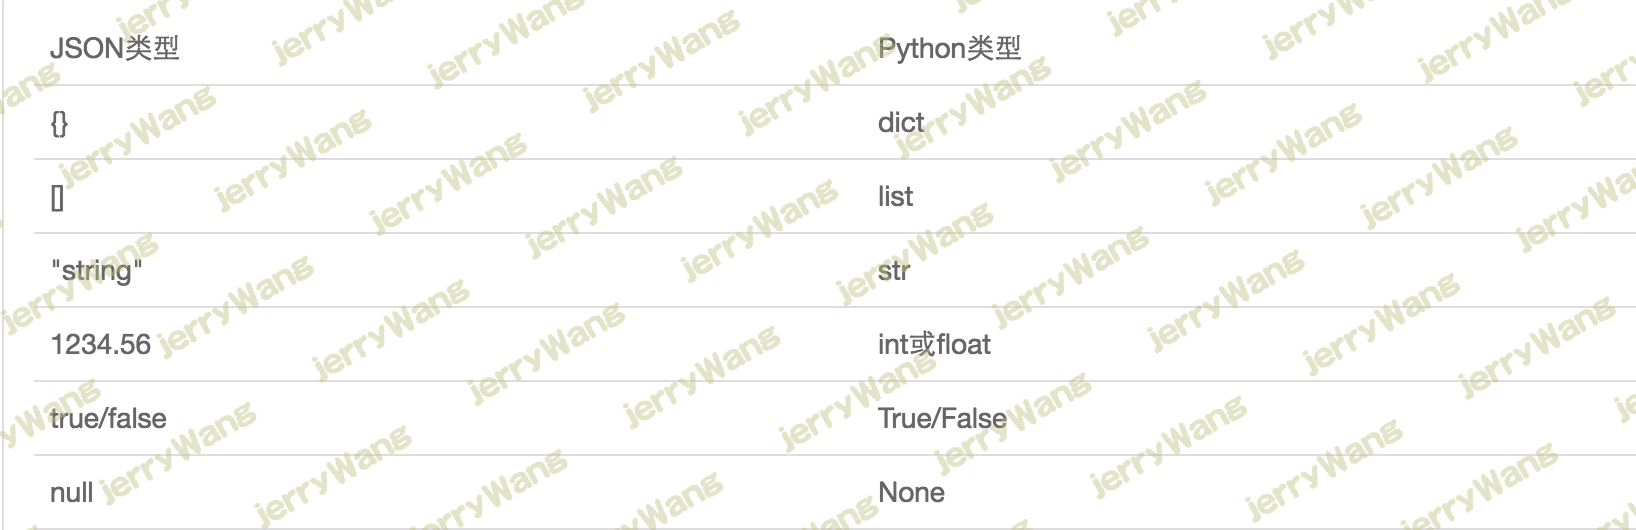 JSON类型 Python类型
{} dict
[] list
"string" str
1234.56 int或float
true/false True/False
null None
jerryWang